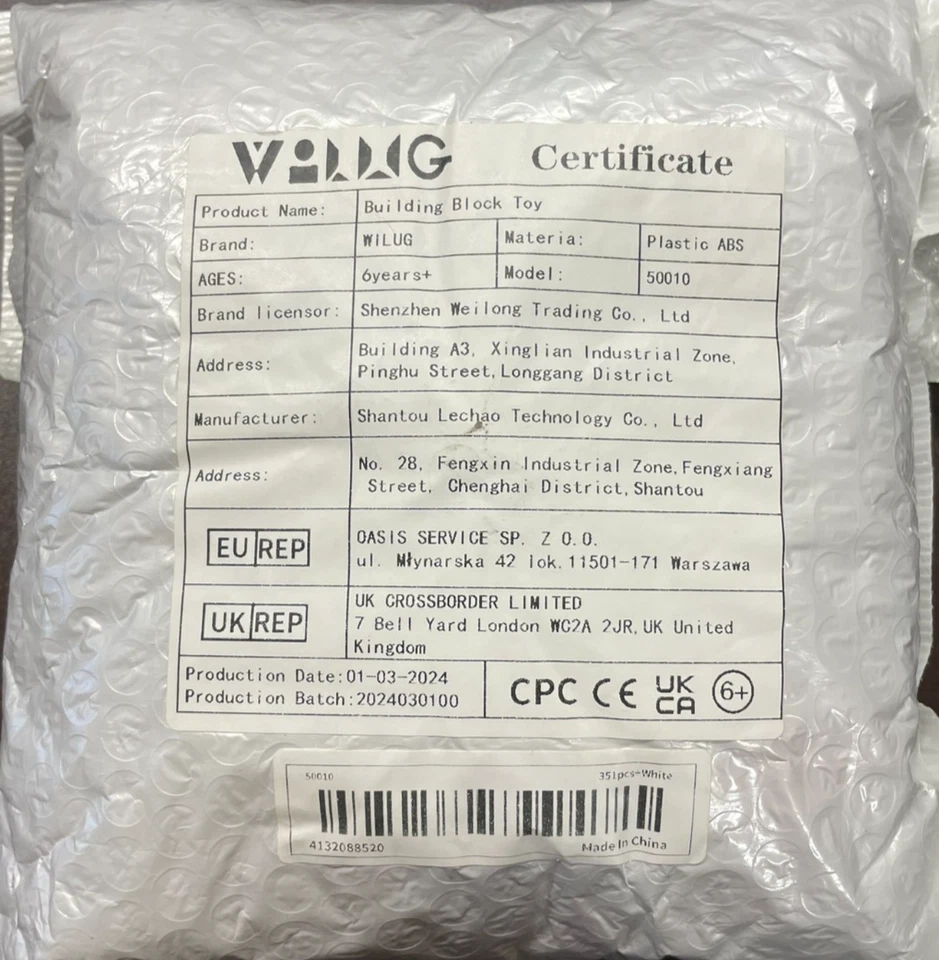 WILUG Certificate
Product Name: Building Block Toy
Brand: WILUG Materia: Plastic ABS
AGES: 6years+ Model: 50010
Brand licensor: Shenzhen Weilong Trading Co., Ltd
Address: Building A3, Xinglian Industrial Zone,
Pinghu Street,Longgang District
Manufacturer: Shantou Lechao Technology Co., Ltd
Address: No. 28, Fengxin Industrial Zone,Fengxiang
Street, Chenghai District,Shantou
EU REP OASIS SERVICE SP. Z O.O.
ul. Młynarska 42 lok.11501-171 Warszawa
UK REP UK CROSSBORDER LIMITED
7 Bell Yard London WC2A 2JR,UK United
Kingdom
Production Date:01-03-2024
Production Batch:2024030100
CPC CE UK CA 6+
50010 351pcs-White
4132088520 Made In China